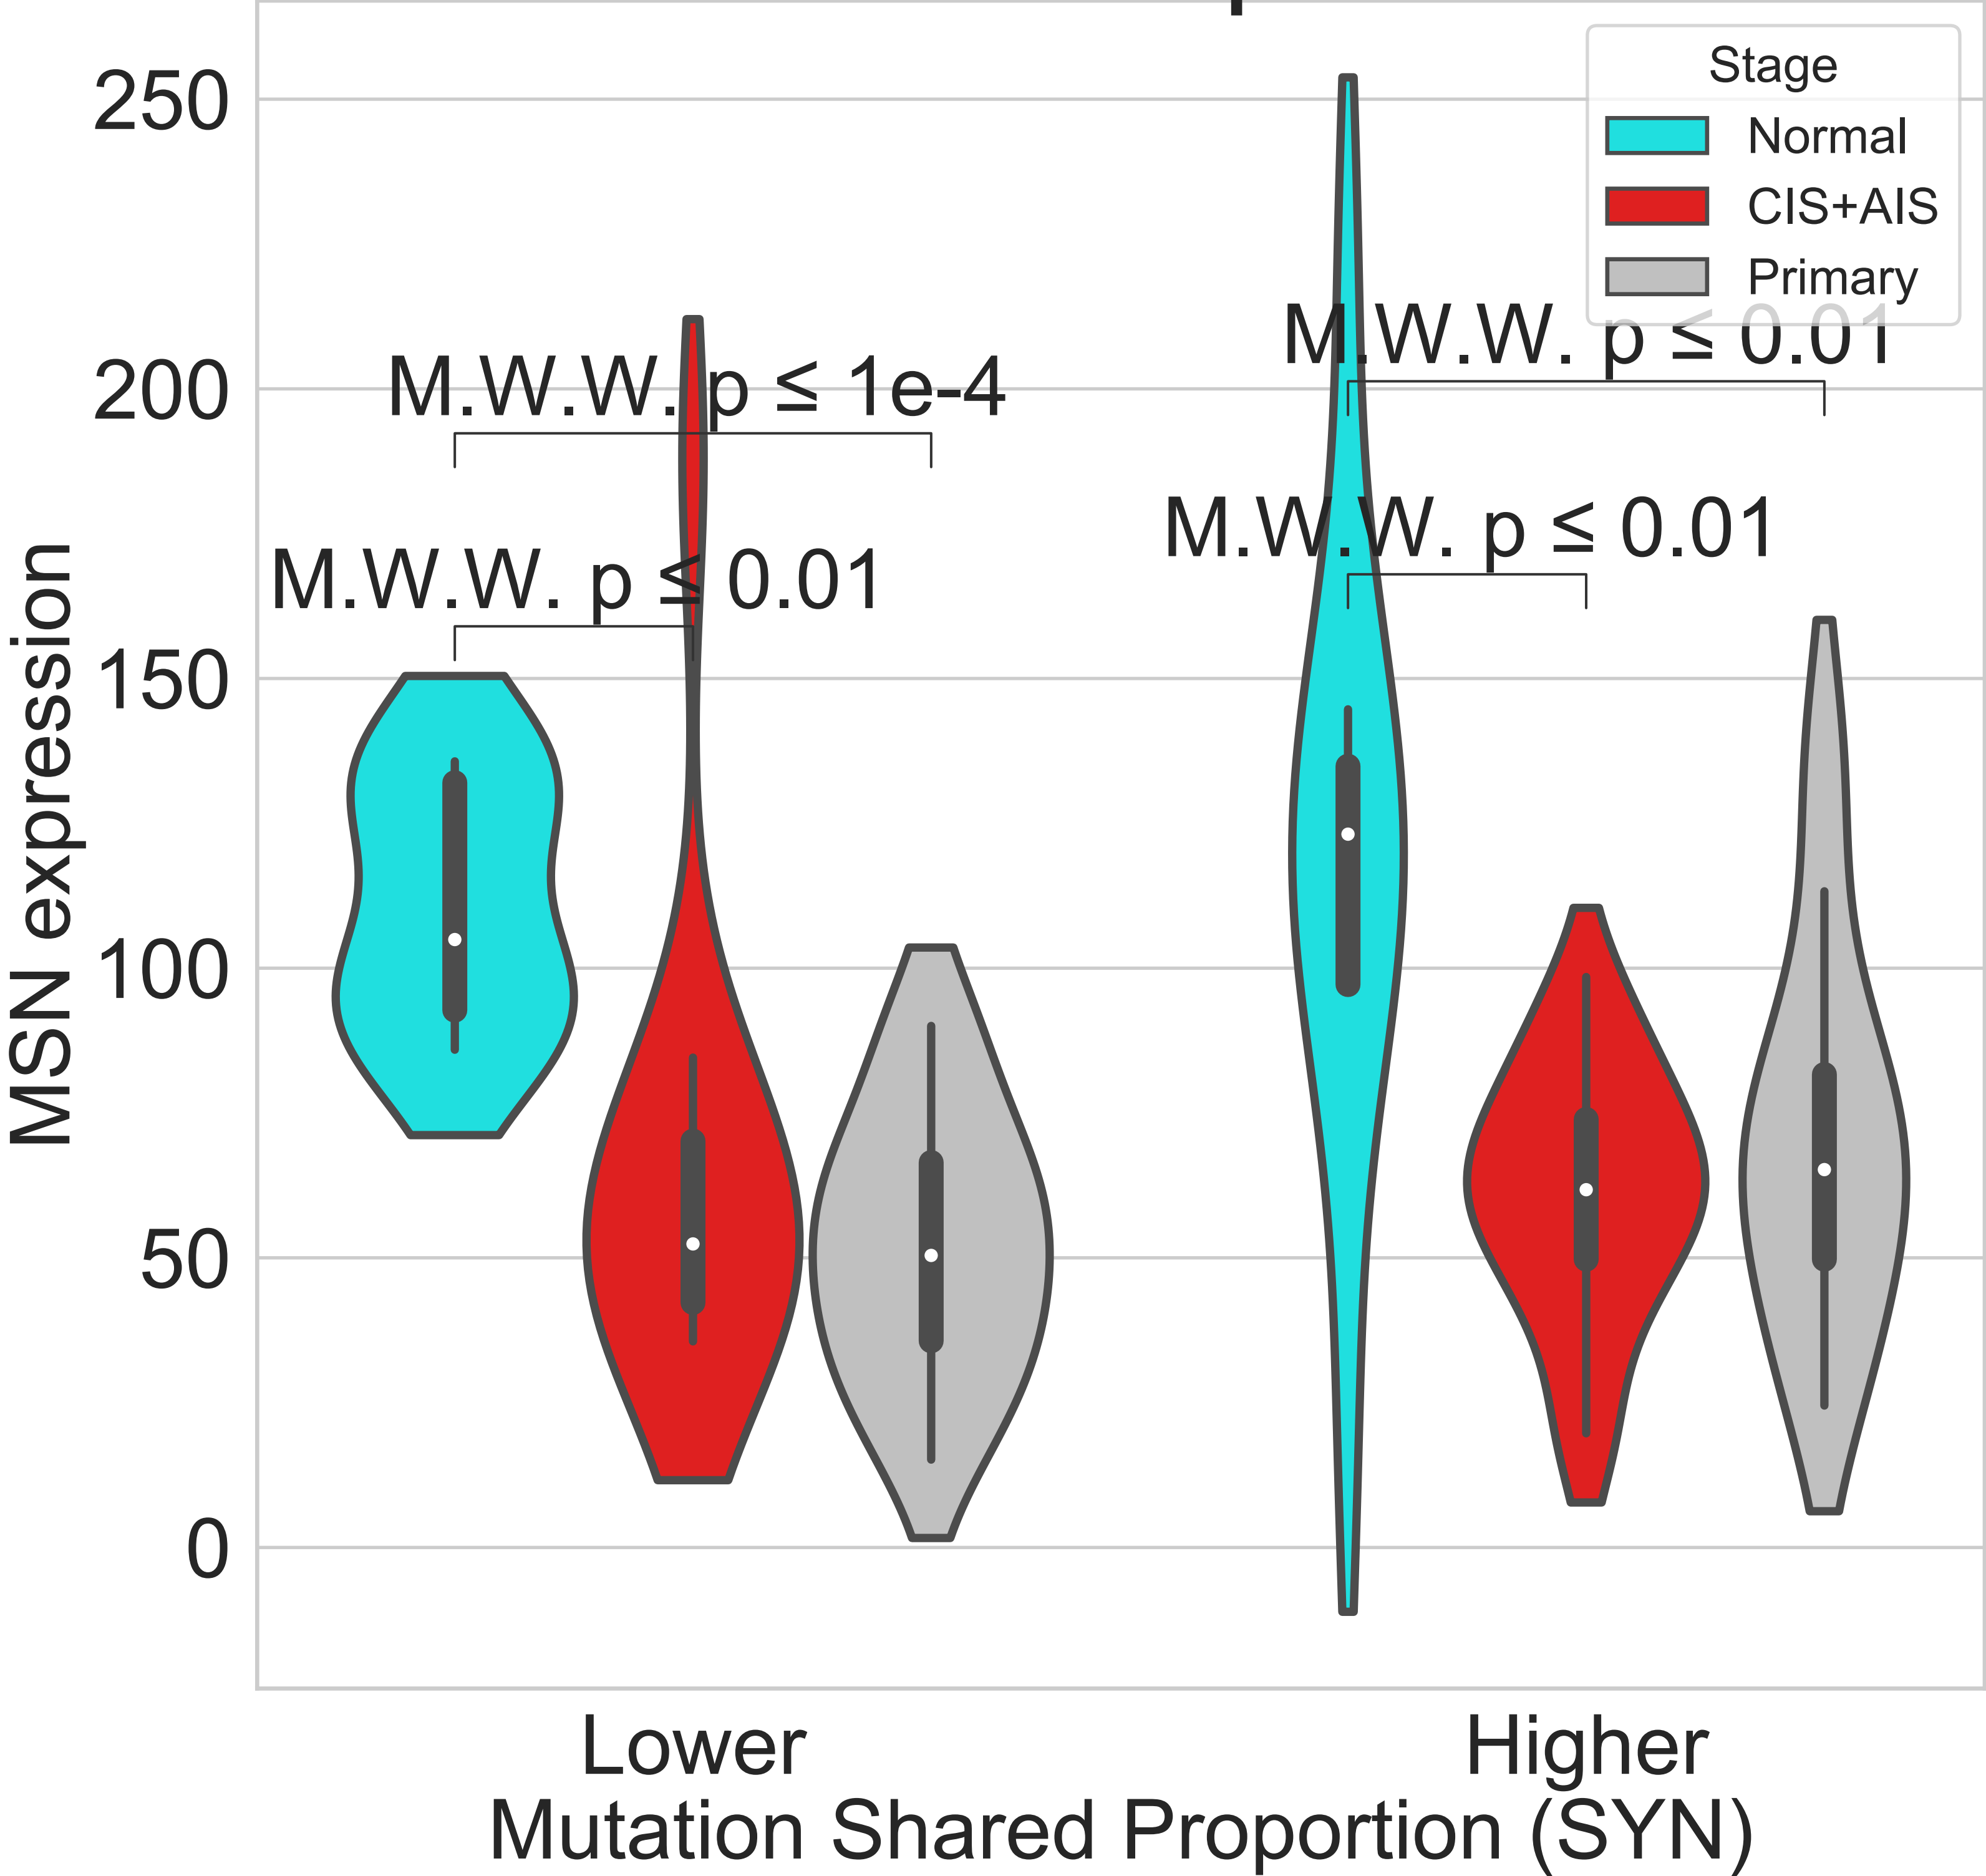 Stage
Normal
CIS+AIS
Primary
250
200
150
100
50
0
MSN expression
M.W.W. p ≤ 0.01
M.W.W. p ≤ 1e-4
M.W.W. p ≤ 0.01
M.W.W. p ≤ 0.01
Lower
Higher
Mutation Shared Proportion (SYN)